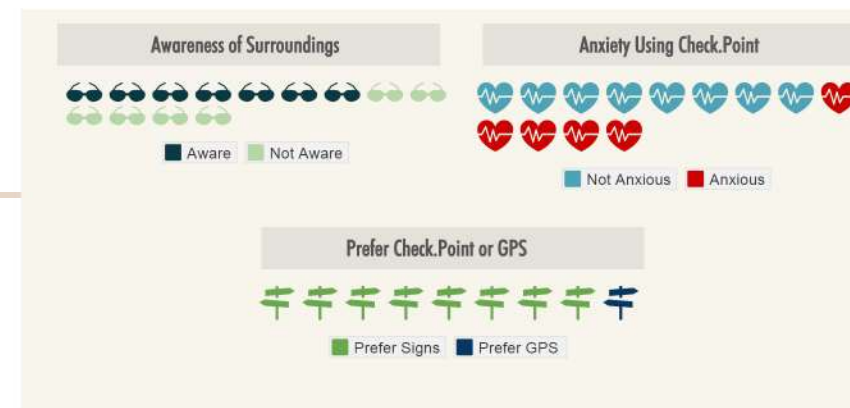 Awareness of Surroundings
Aware Not Aware
Anxiety Using Check.Point
Not Anxious Anxious
Prefer Check.Point or GPS
Prefer Signs Prefer GPS